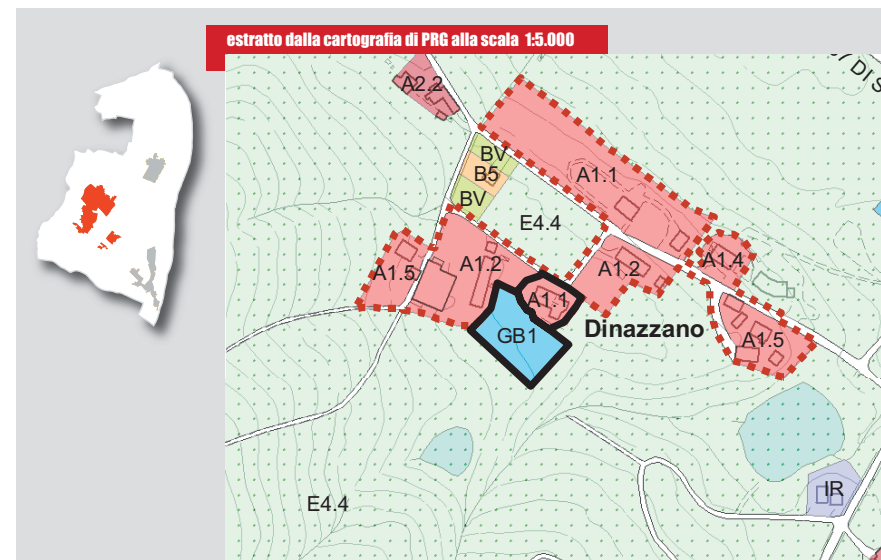 estratto dalla cartografia di PRG alla scala 1:5.000
A2.2
BV
B5
BV
A1.1
E4.4
A1.5
A1.2
A1.2
A1.4
A1.1
Dinazzano
GB1
A1.5
E4.4
IR